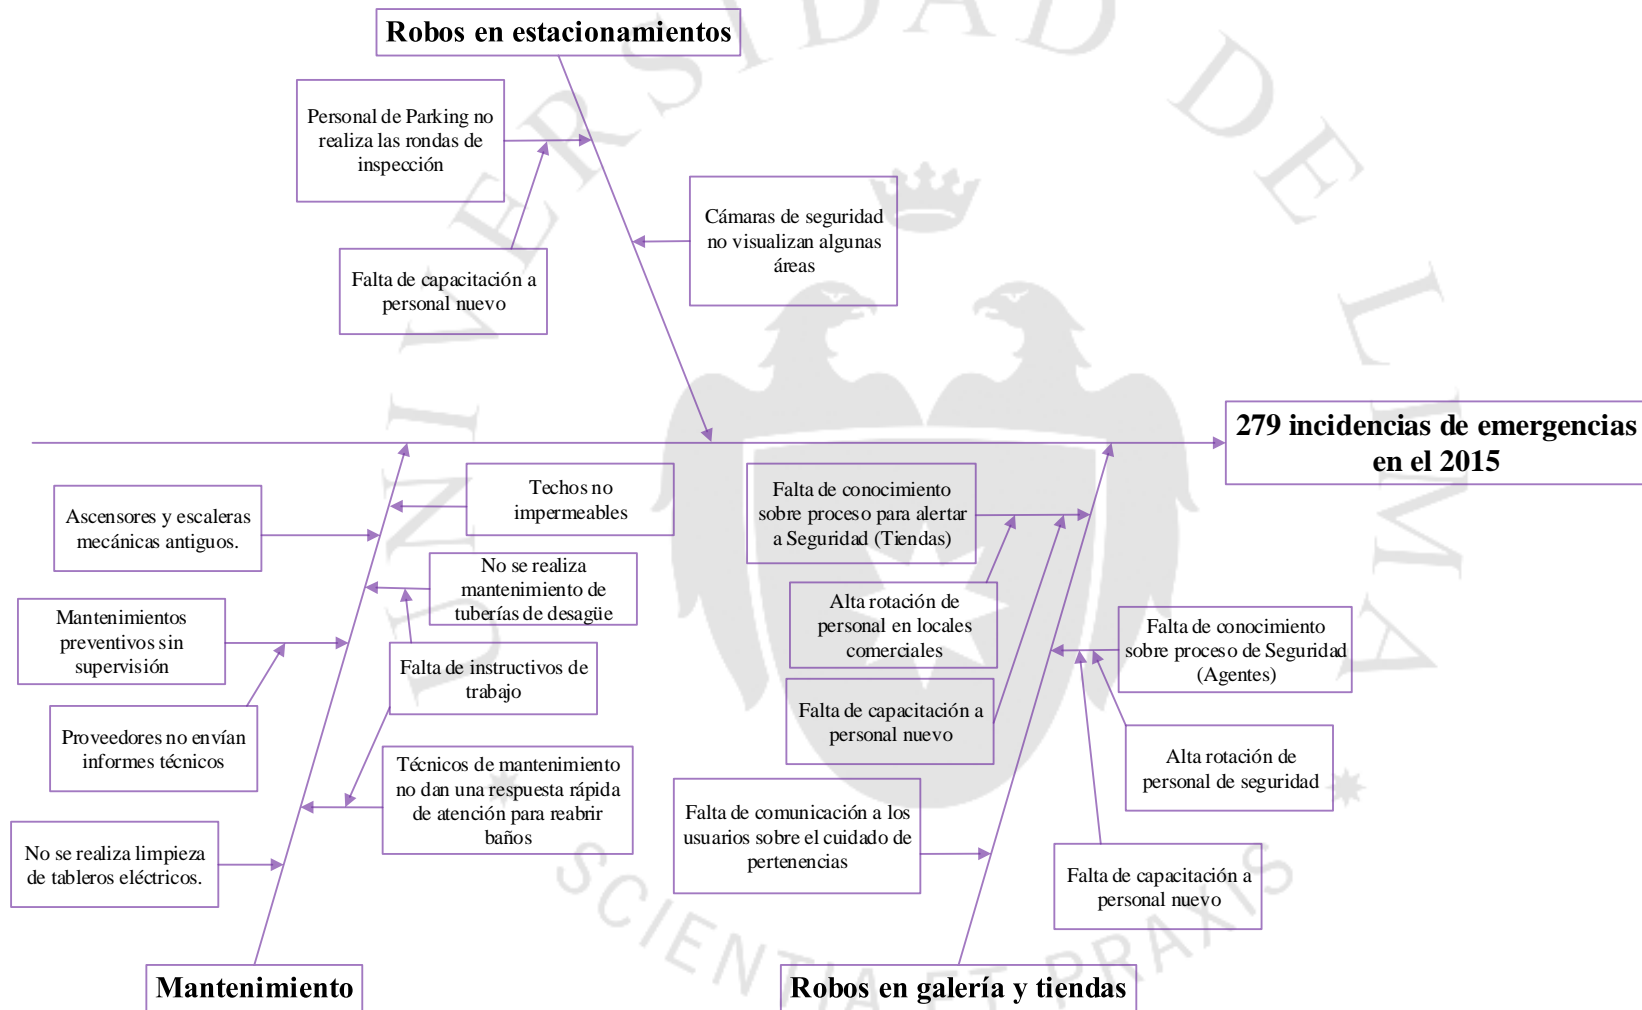 Robos en estacionamientos
Personal de Parking no
realiza las rondas de
inspección
Cámaras de seguridad
no visualizan algunas
áreas
Falta de capacitación a
personal nuevo
279 incidencias de emergencias
en el 2015
Techos no
impermeables
Ascensores y escaleras
mecánicas antiguos.
No se realiza
mantenimiento de
tuberías de desagüe
Mantenimientos
preventivos sin
supervisión
Falta de instructivos de
trabajo
Proveedores no envían
informes técnicos
Técnicos de mantenimiento
no dan una respuesta rápida
de atención para reabrir
baños
No se realiza limpieza
de tableros eléctricos.
Mantenimiento
Falta de conocimiento
sobre proceso para alertar
a Seguridad (Tiendas)
Alta rotación de
personal en locales
comerciales
Falta de conocimiento
sobre proceso de Seguridad
(Agentes)
Falta de capacitación a
personal nuevo
Alta rotación de
personal de seguridad
Falta de comunicación a los
usuarios sobre el cuidado de
pertenencias
Falta de capacitación a
personal nuevo
Robos en galería y tiendas
UNIVERSIDAD DE LIMA
SCIENTIA ET PRAXIS